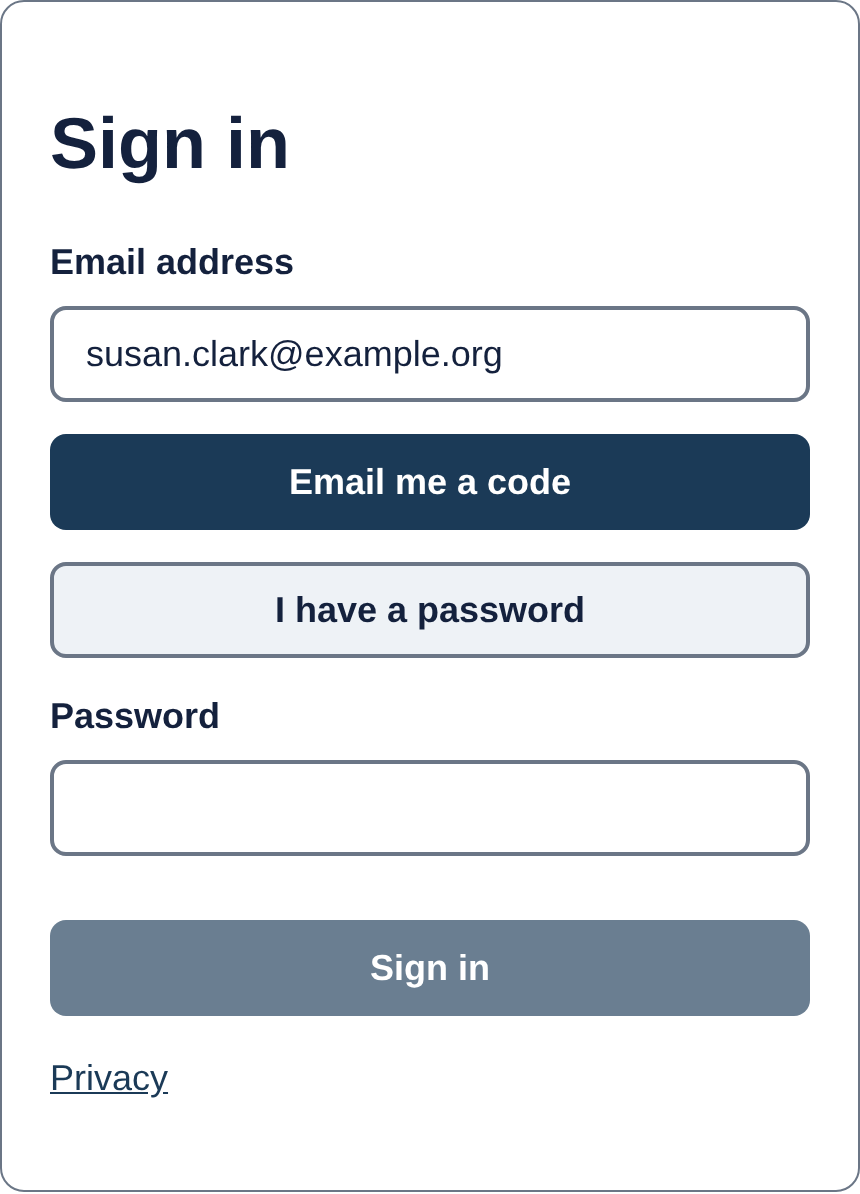 Sign in
Email address
susan.clark@example.org
Email me a code
I have a password
Password
Sign in
Privacy